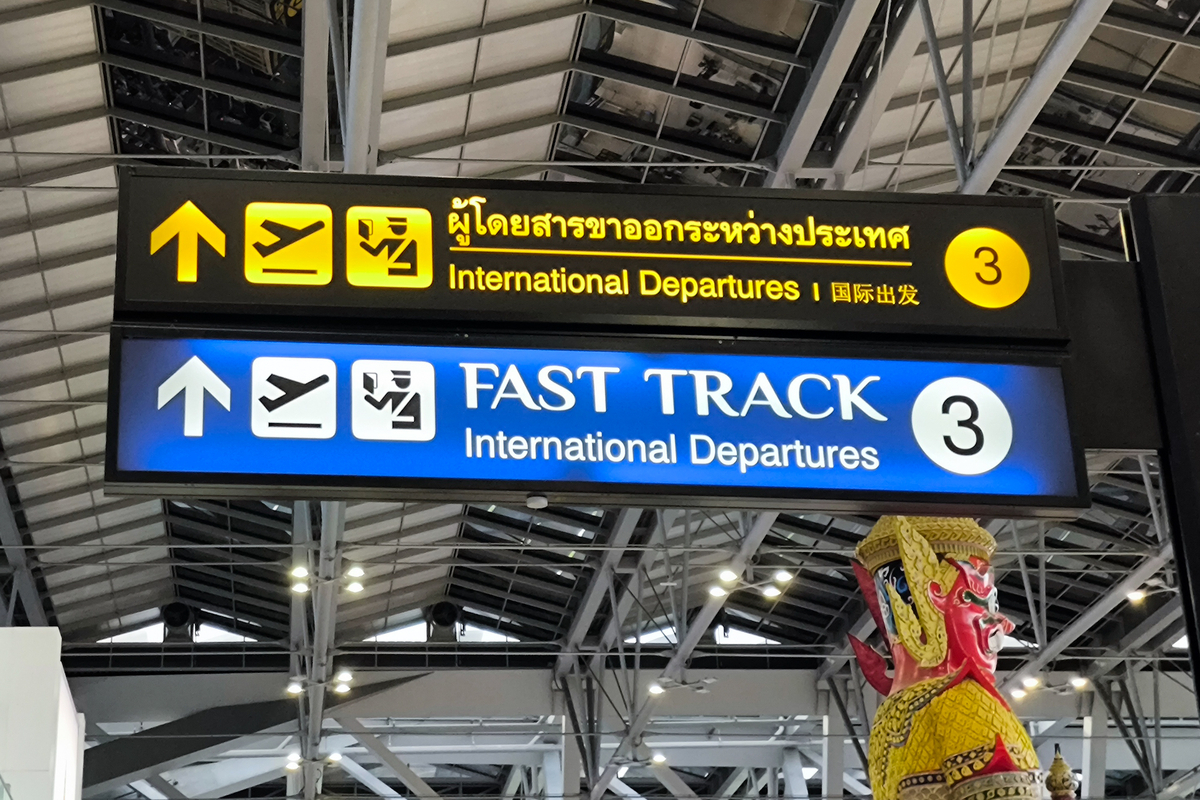 ผู้โดยสารขาออกระหว่างประเทศ
International Departures | 国际出发
3
FAST TRACK
International Departures
3